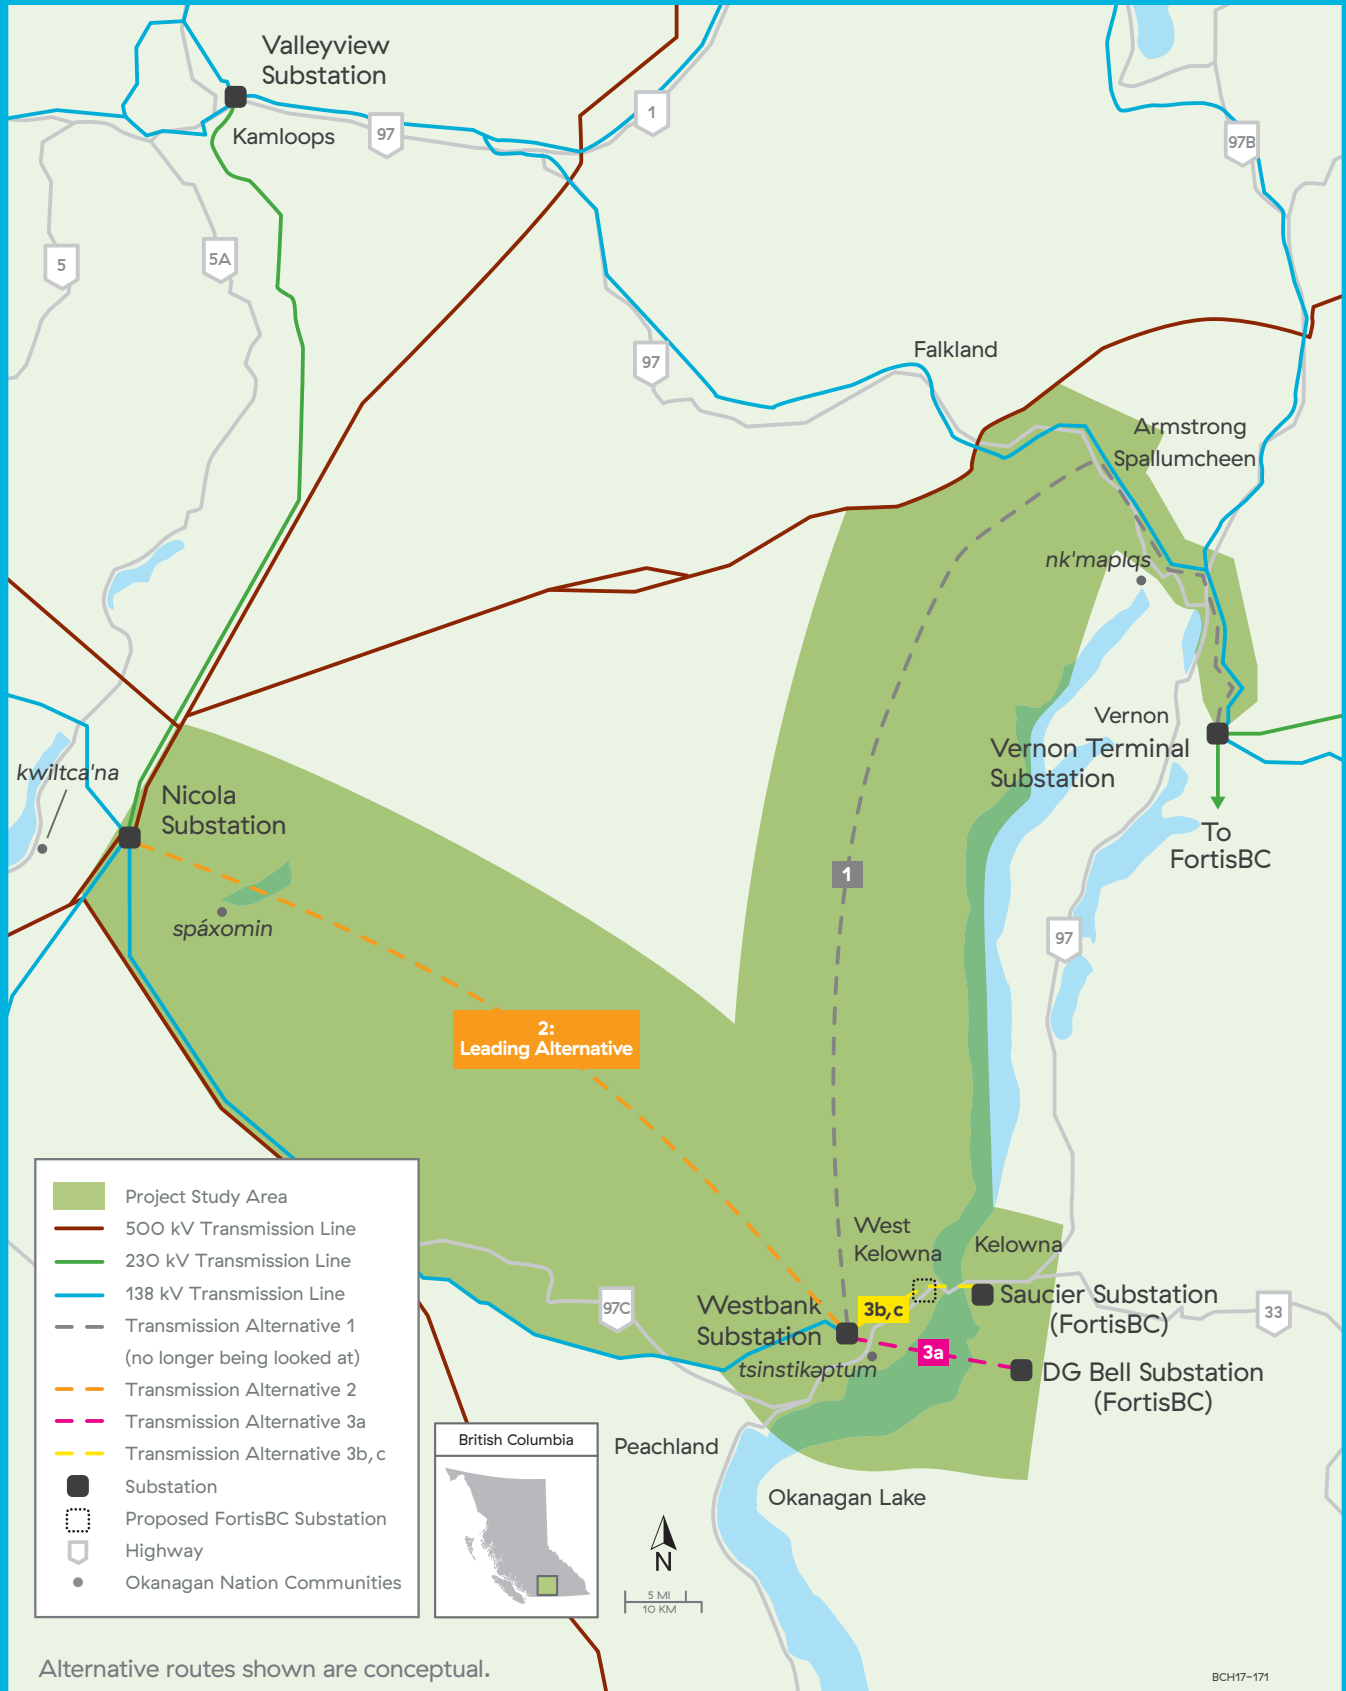 Valleyview
Substation
Kamloops
97
1
97B
5
5A
97
Falkland
Armstrong
Spallumcheen
nk'maplqs
Vernon
Vernon Terminal
Substation
To
FortisBC
kwiltca'na
Nicola
Substation
spáxomin
1
97
2:
Leading Alternative
West
Kelowna
Kelowna
97C
Westbank
Substation
3b,c
Saucier Substation
(FortisBC)
33
3a
tsinstikəptum
DG Bell Substation
(FortisBC)
Peachland
Okanagan Lake
Project Study Area
500 kV Transmission Line
230 kV Transmission Line
138 kV Transmission Line
Transmission Alternative 1
(no longer being looked at)
Transmission Alternative 2
Transmission Alternative 3a
Transmission Alternative 3b,c
Substation
Proposed FortisBC Substation
Highway
Okanagan Nation Communities
British Columbia
N
5 MI
10 KM
Alternative routes shown are conceptual.
BCH17-171